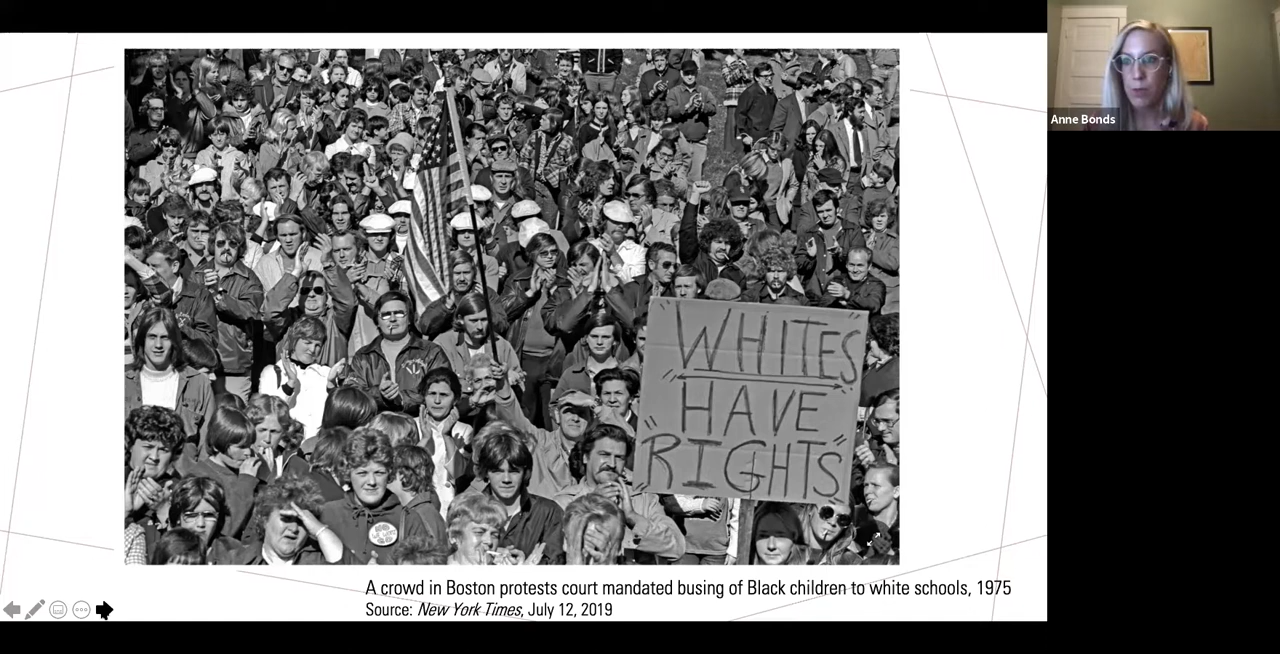 Anne Bonds
"WHITES
HAVE
"RIGHTS"
A crowd in Boston protests court mandated busing of Black children to white schools, 1975
Source: New York Times, July 12, 2019